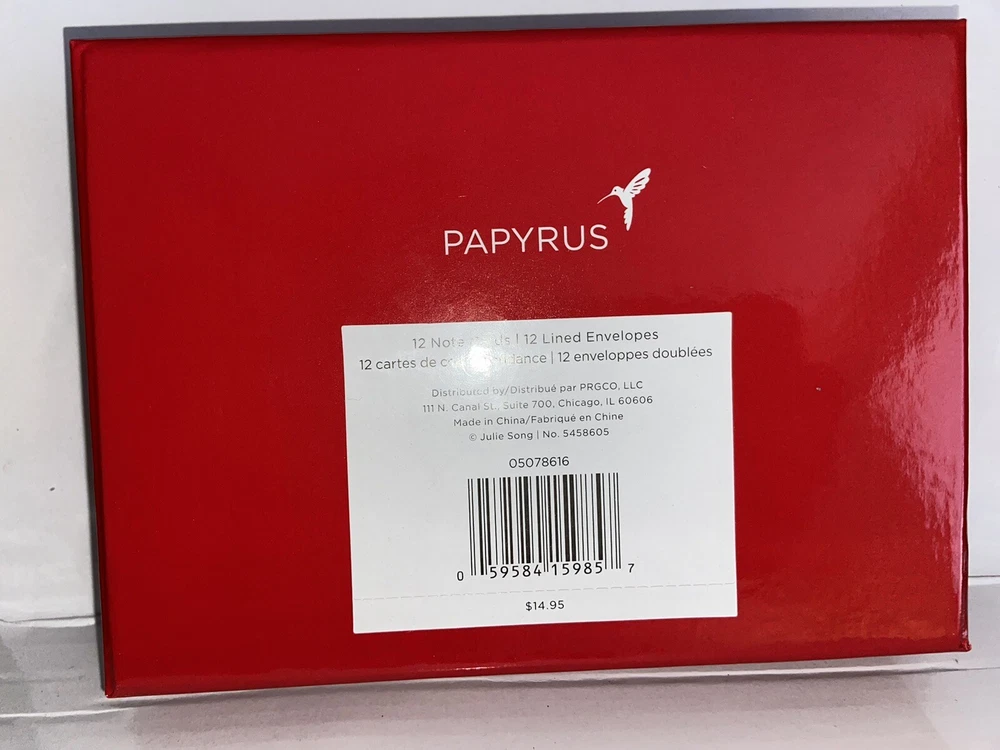 PAPYRUS
12 Note | 12 Lined Envelopes
12 cartes de | 12 enveloppes doublées
Distributed by/Distribué par PRGCO, LLC
111 N. Canal St., Suite 700, Chicago, IL 60606
Made in China/Fabriqué en Chine
© Julie Song | No. 5458605
05078616
0 59584 15985 7
$14.95